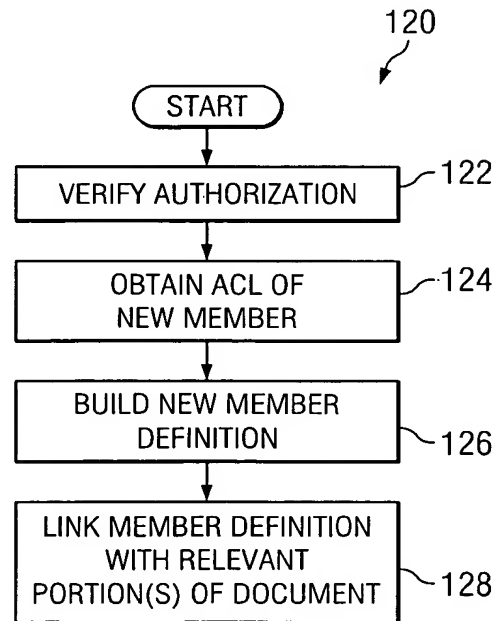 120
START
VERIFY AUTHORIZATION
122
OBTAIN ACL OF
NEW MEMBER
124
BUILD NEW MEMBER
DEFINITION
126
LINK MEMBER DEFINITION
WITH RELEVANT
PORTION(S) OF DOCUMENT
128